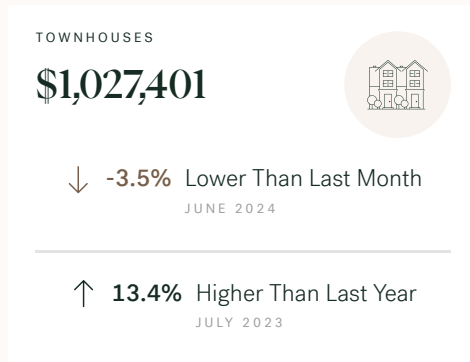 TOWNHOUSES
$1,027,401
-3.5% Lower Than Last Month
JUNE 2024
13.4% Higher Than Last Year
JULY 2023